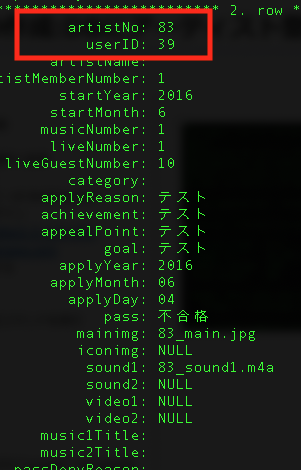 ************************ 2. row *
artistNo: 83
userID: 39
artistName:
tistMemberNumber: 1
startYear: 2016
startMonth: 6
musicNumber: 1
liveNumber: 1
liveGuestNumber: 10
category:
applyReason: テスト
achievement: テスト
appealPoint: テスト
goal: テスト
applyYear: 2016
applyMonth: 06
applyDay: 04
pass: 不合格
mainimg: 83_main.jpg
iconimg: NULL
sound1: 83_sound1.m4a
sound2: NULL
video1: NULL
video2: NULL
music1Title:
passDenyReason: